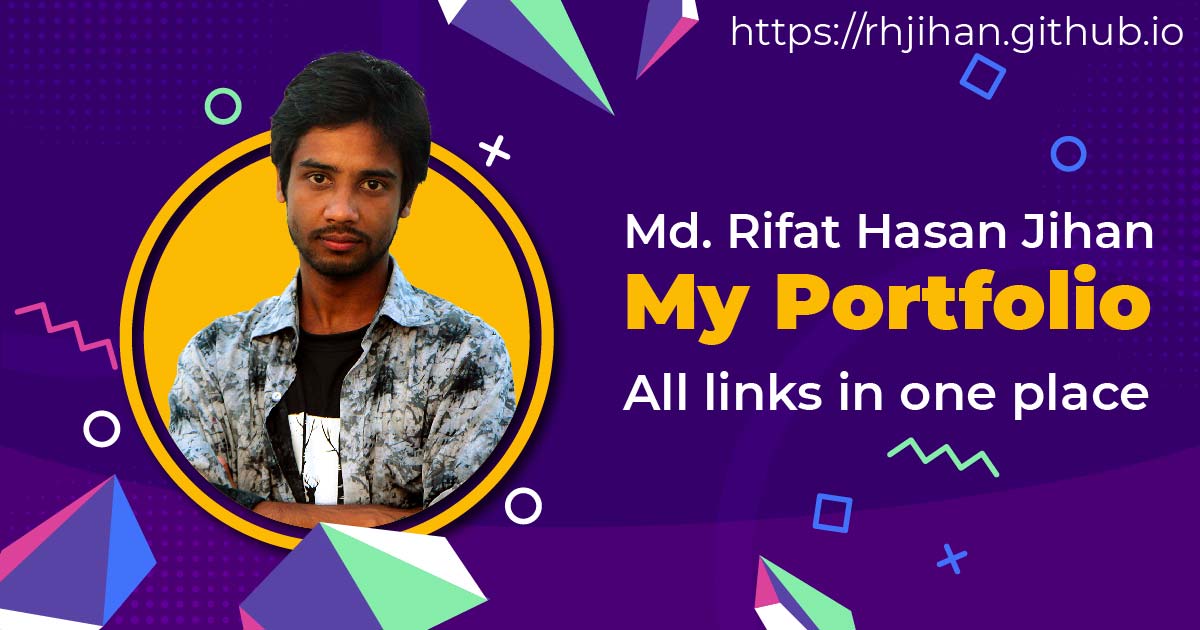 https://rhjihan.github.io
Md. Rifat Hasan Jihan
My Portfolio
All links in one place